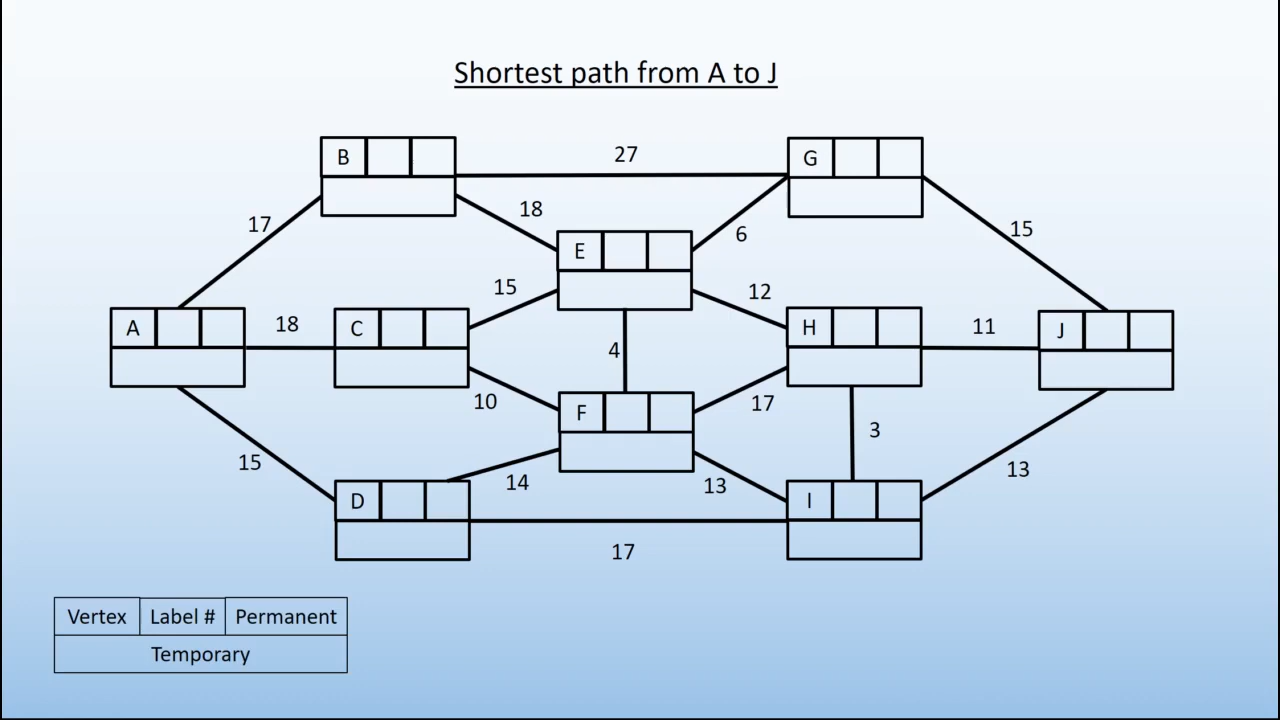 Shortest path from A to J
B
27
G
17
18
6
15
E
15
12
A
18
C
4
H
11
J
10
F
17
3
15
14
13
13
D
I
17
Vertex Label # Permanent
Temporary